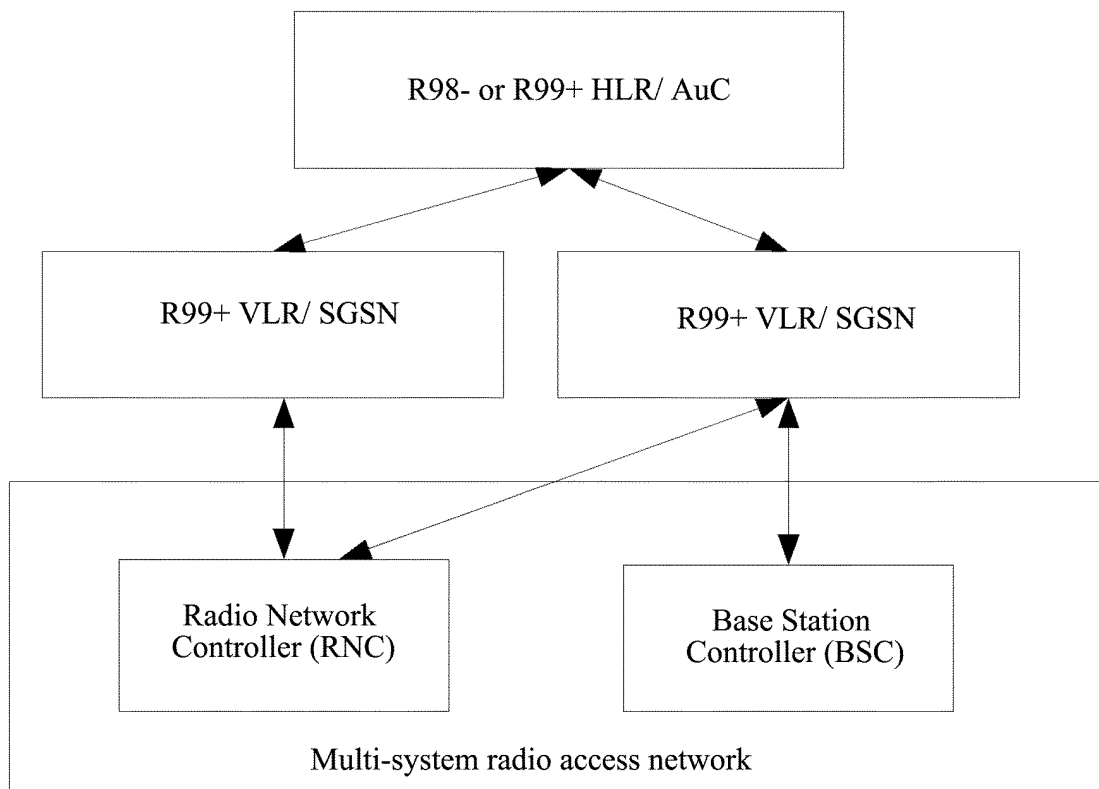 R98- or R99+ HLR/ AuC
R99+ VLR/ SGSN
R99+ VLR/ SGSN
Radio Network
Controller (RNC)
Base Station
Controller (BSC)
Multi-system radio access network